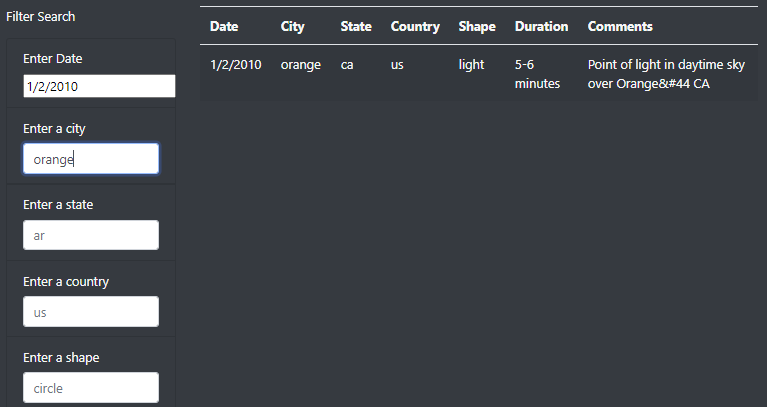 Filter Search
Enter Date
1/2/2010
Enter a city
orange
Enter a state
ar
Enter a country
us
Enter a shape
circle
Date City State Country Shape Duration Comments
1/2/2010 orange ca us light 5-6 Point of light in daytime sky
minutes over Orange&#44 CA